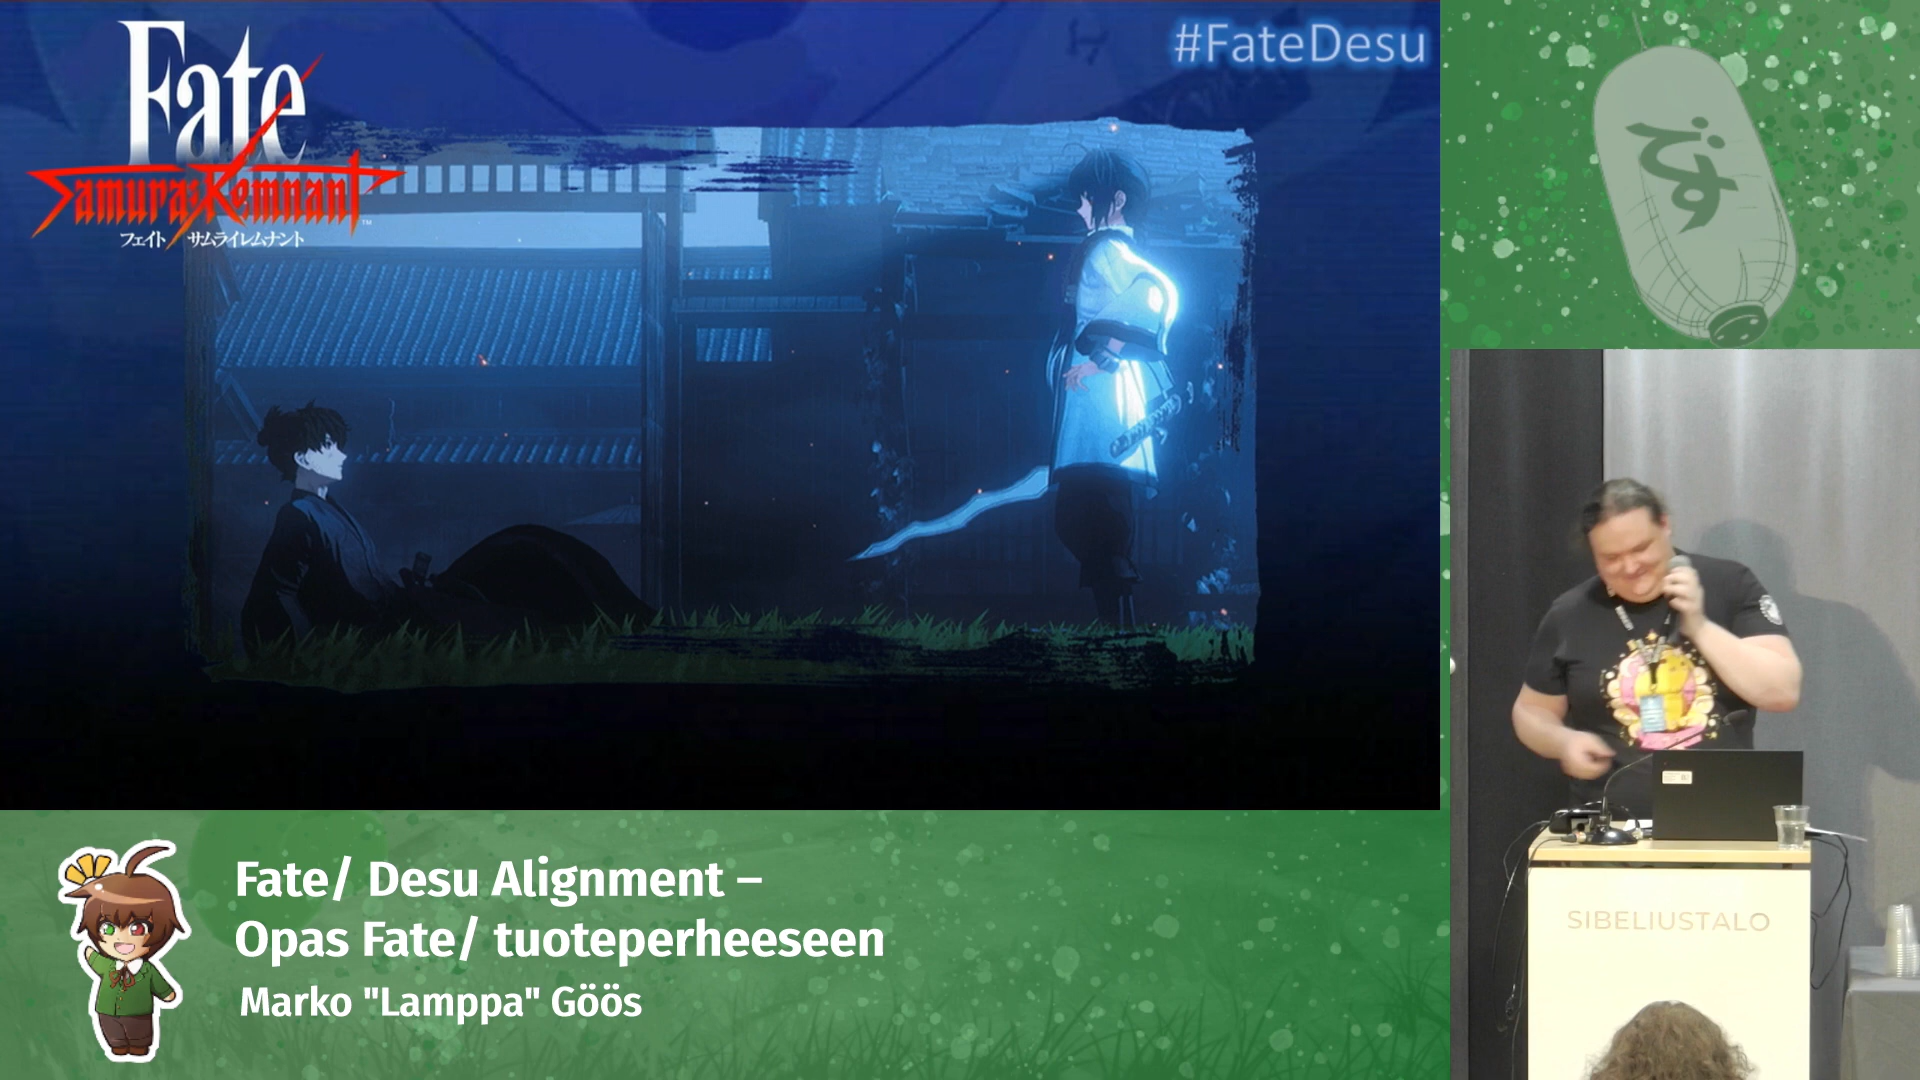 Fate
Samurai Remnant™
フェイト/サムライレムナント
#FateDesu
です
Fate/ Desu Alignment –
Opas Fate/ tuoteperheeseen
Marko "Lamppa" Göös
SIBELIUSTALO